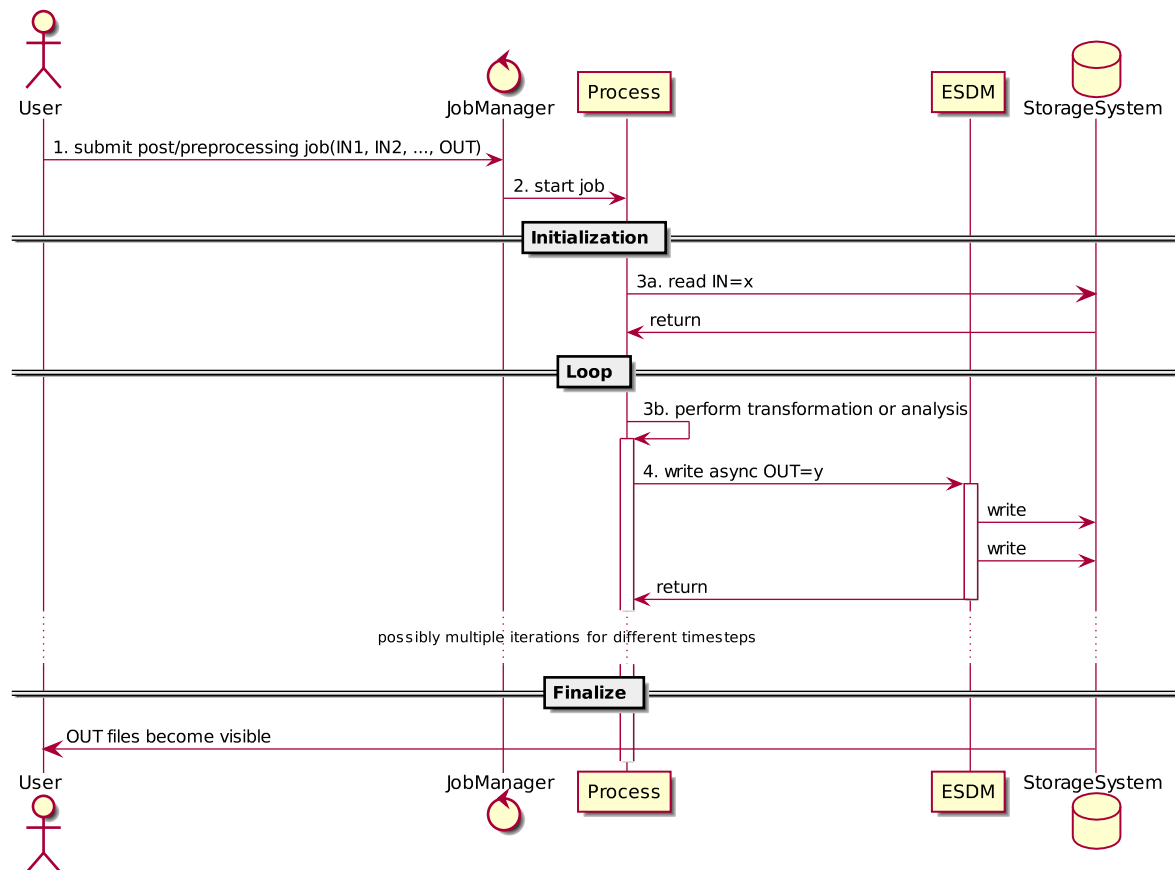 User
JobManager
Process
ESDM
StorageSystem
1. submit post/preprocessing job(IN1, IN2, ..., OUT)
2. start job
Initialization
3a. read IN=x
return
Loop
3b. perform transformation or analysis
4. write async OUT=y
write
write
return
possibly multiple iterations for different timesteps
Finalize
OUT files become visible
User
JobManager
Process
ESDM
StorageSystem